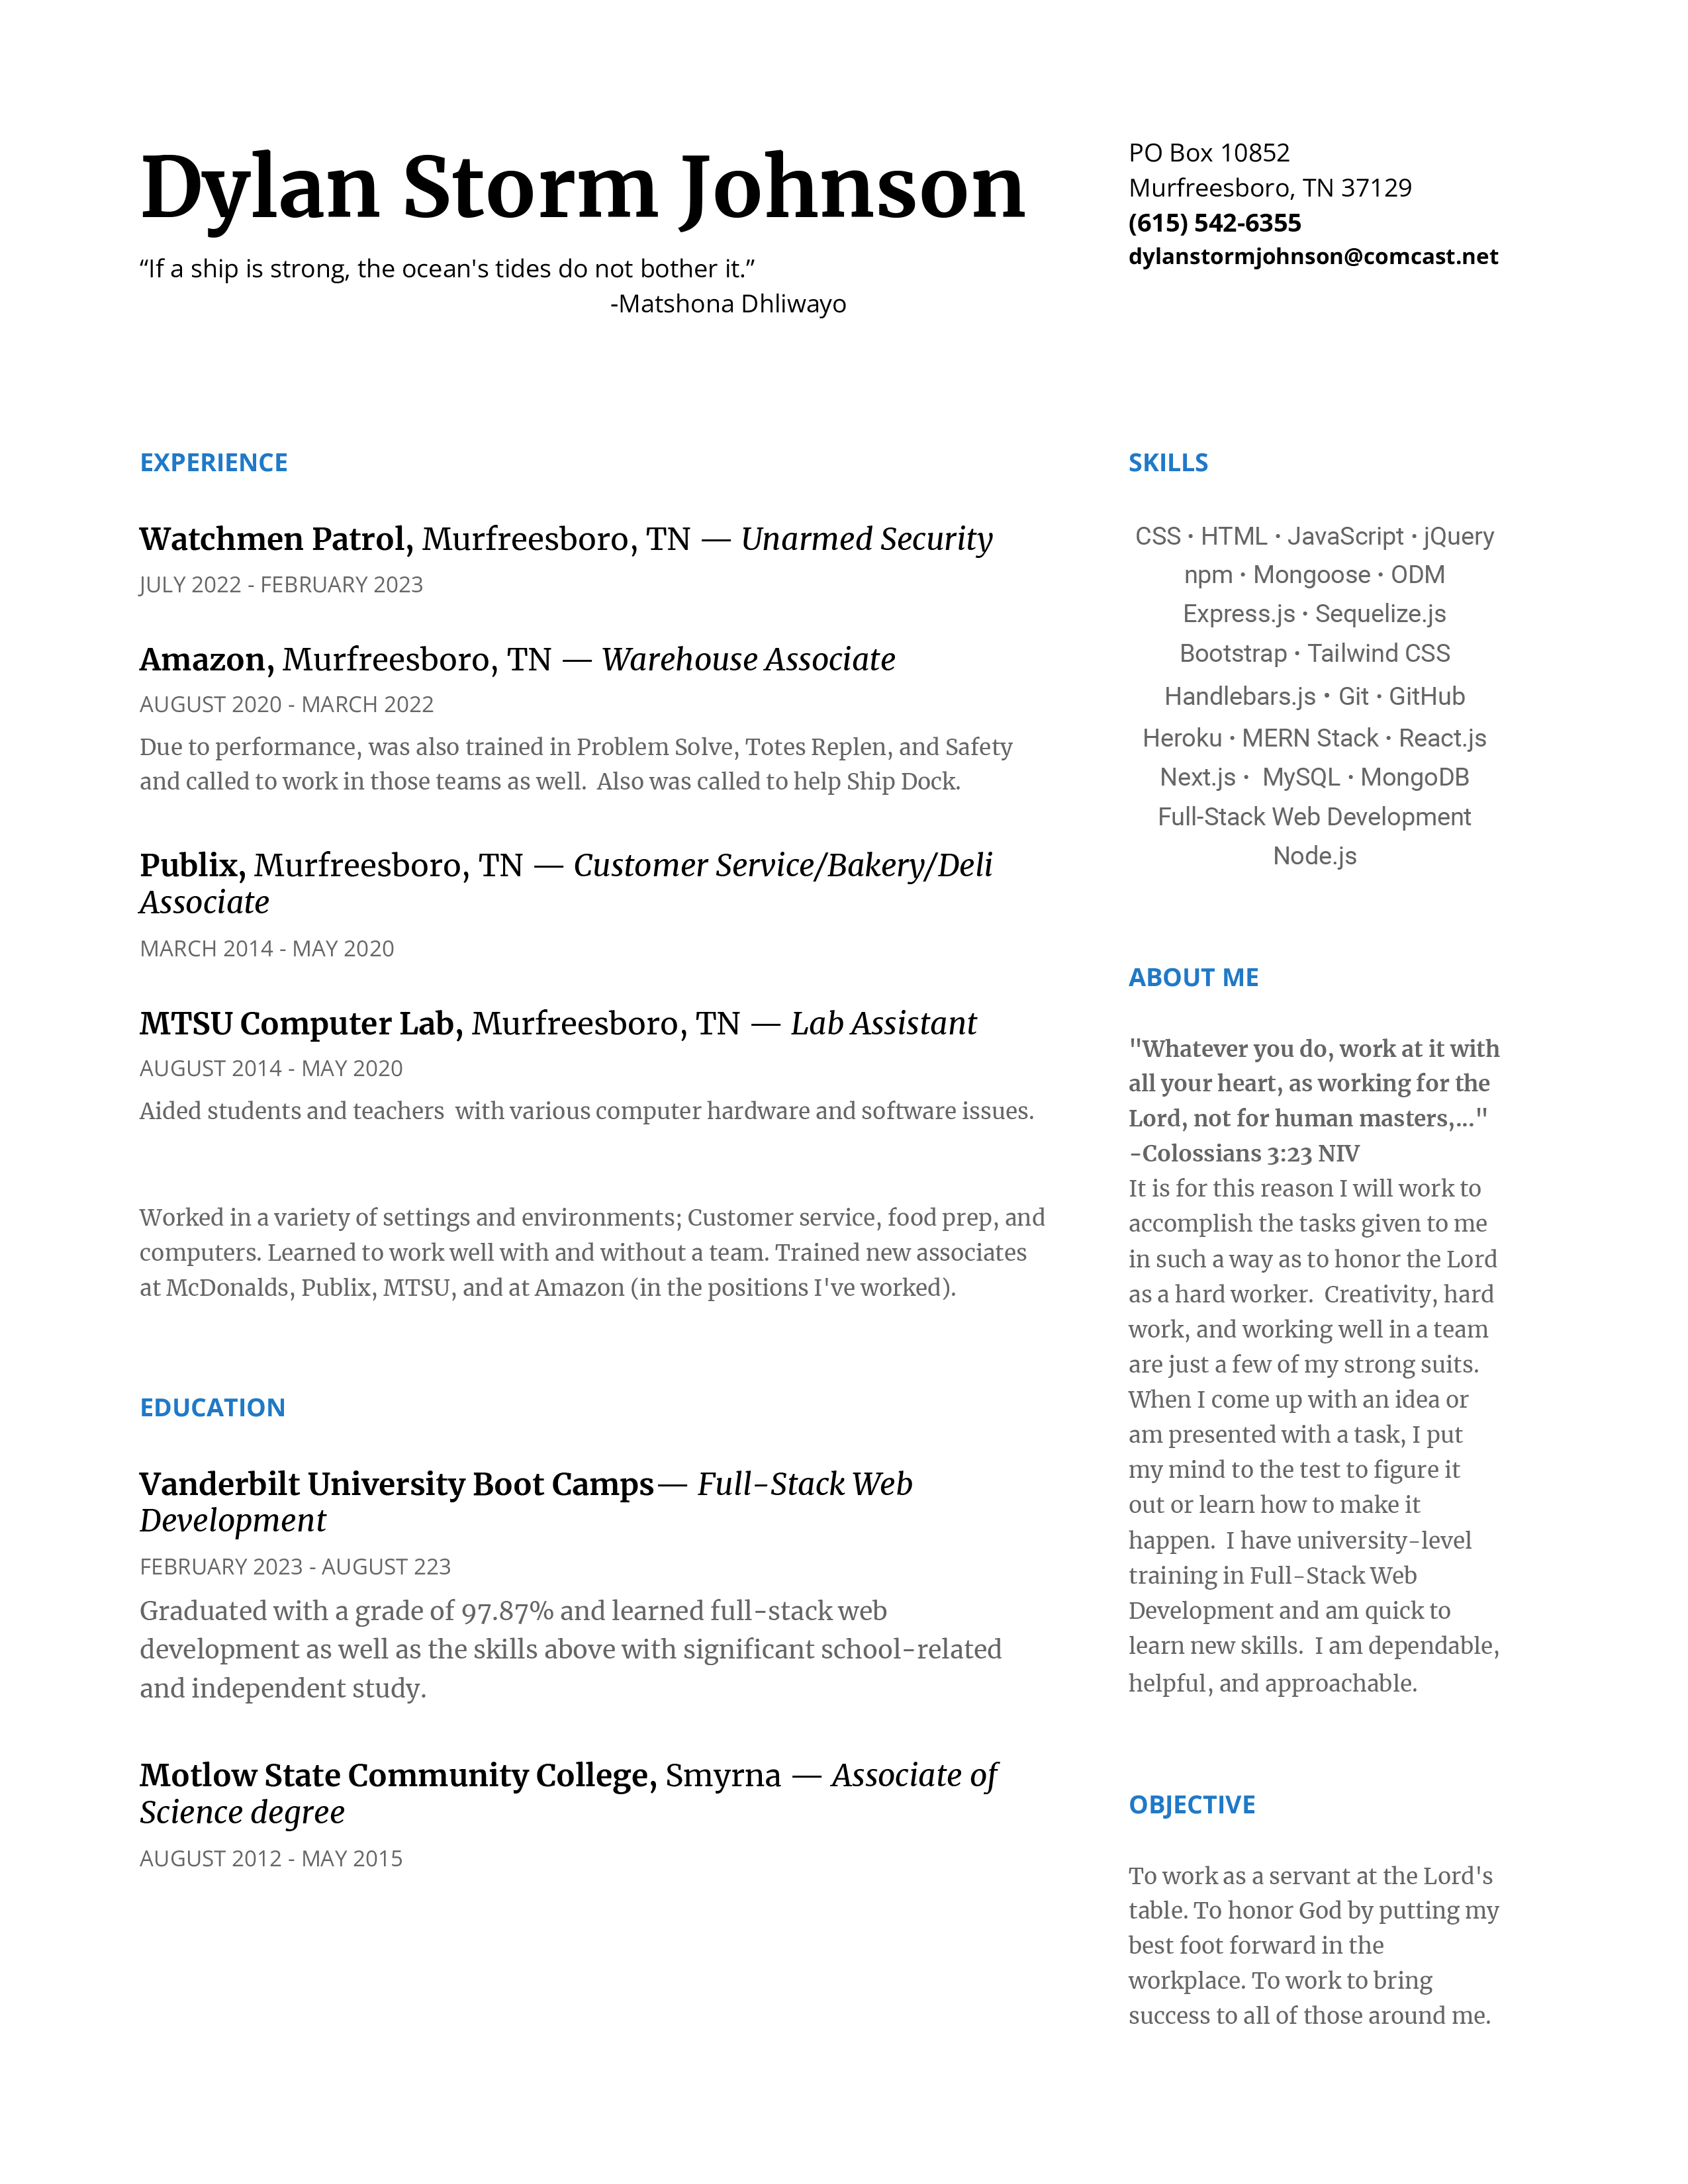 Dylan Storm Johnson
“If a ship is strong, the ocean's tides do not bother it.”
-Matshona Dhliwayo
PO Box 10852
Murfreesboro, TN 37129
(615) 542-6355
dylanstormjohnson@comcast.net
EXPERIENCE
Watchmen Patrol, Murfreesboro, TN — Unarmed Security
JULY 2022 - FEBRUARY 2023
Amazon, Murfreesboro, TN — Warehouse Associate
AUGUST 2020 - MARCH 2022
Due to performance, was also trained in Problem Solve, Totes Replen, and Safety
and called to work in those teams as well.  Also was called to help Ship Dock.
Publix, Murfreesboro, TN — Customer Service/Bakery/Deli
Associate
MARCH 2014 - MAY 2020
MTSU Computer Lab, Murfreesboro, TN — Lab Assistant
AUGUST 2014 - MAY 2020
Aided students and teachers  with various computer hardware and software issues.
Worked in a variety of settings and environments; Customer service, food prep, and
computers. Learned to work well with and without a team. Trained new associates
at McDonalds, Publix, MTSU, and at Amazon (in the positions I've worked).
EDUCATION
Vanderbilt University Boot Camps— Full-Stack Web
Development
FEBRUARY 2023 - AUGUST 223
Graduated with a grade of 97.87% and learned full-stack web
development as well as the skills above with significant school-related
and independent study.
Motlow State Community College, Smyrna — Associate of
Science degree
AUGUST 2012 - MAY 2015
SKILLS
CSS · HTML · JavaScript · jQuery
npm · Mongoose · ODM
Express.js · Sequelize.js
Bootstrap · Tailwind CSS
Handlebars.js • Git · GitHub
Heroku · MERN Stack · React.js
Next.js ·  MySQL · MongoDB
Full-Stack Web Development
Node.js
ABOUT ME
"Whatever you do, work at it with
all your heart, as working for the
Lord, not for human masters,..."
-Colossians 3:23 NIV
It is for this reason I will work to
accomplish the tasks given to me
in such a way as to honor the Lord
as a hard worker.  Creativity, hard
work, and working well in a team
are just a few of my strong suits.
When I come up with an idea or
am presented with a task, I put
my mind to the test to figure it
out or learn how to make it
happen.  I have university-level
training in Full-Stack Web
Development and am quick to
learn new skills.  I am dependable,
helpful, and approachable.
OBJECTIVE
To work as a servant at the Lord's
table. To honor God by putting my
best foot forward in the
workplace. To work to bring
success to all of those around me.